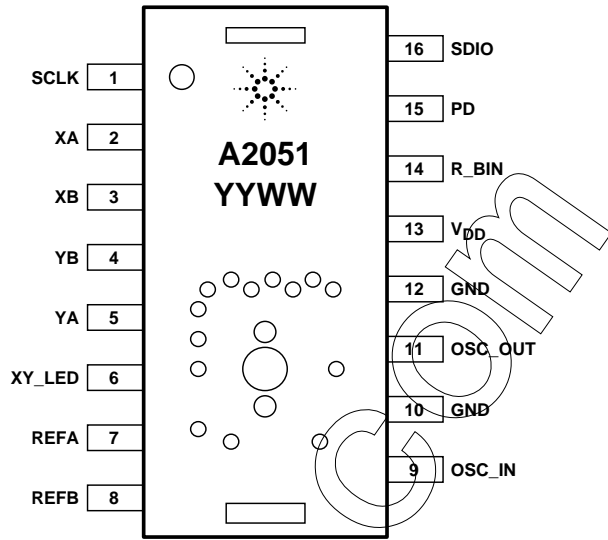 SCLK 1
XA 2
XB 3
YB 4
YA 5
XY_LED 6
REFA 7
REFB 8
A2051
YYWW
16 SDIO
15 PD
14 R_BIN
13 VDD
12 GND
11 OSC_OUT
10 GND
9 OSC_IN
com